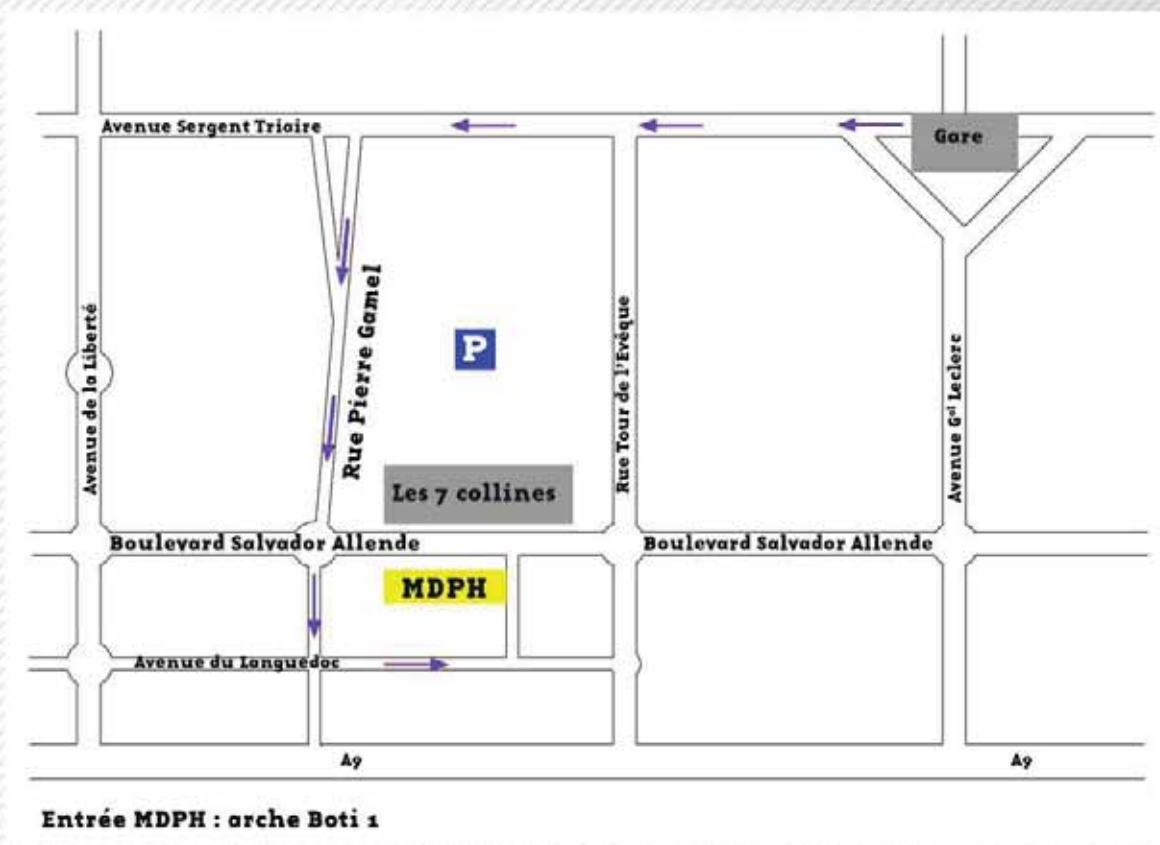 Avenue Sergent Triaire
Gare
Avenue de la Liberté
Rue Pierre Gamel
P
Rue Tour de l'Evêque
Avenue Gal Leclerc
Les 7 collines
Boulevard Salvador Allende
Boulevard Salvador Allende
MDPH
Avenue du Languedoc
A9
A9
Entrée MDPH : arche Boti 1